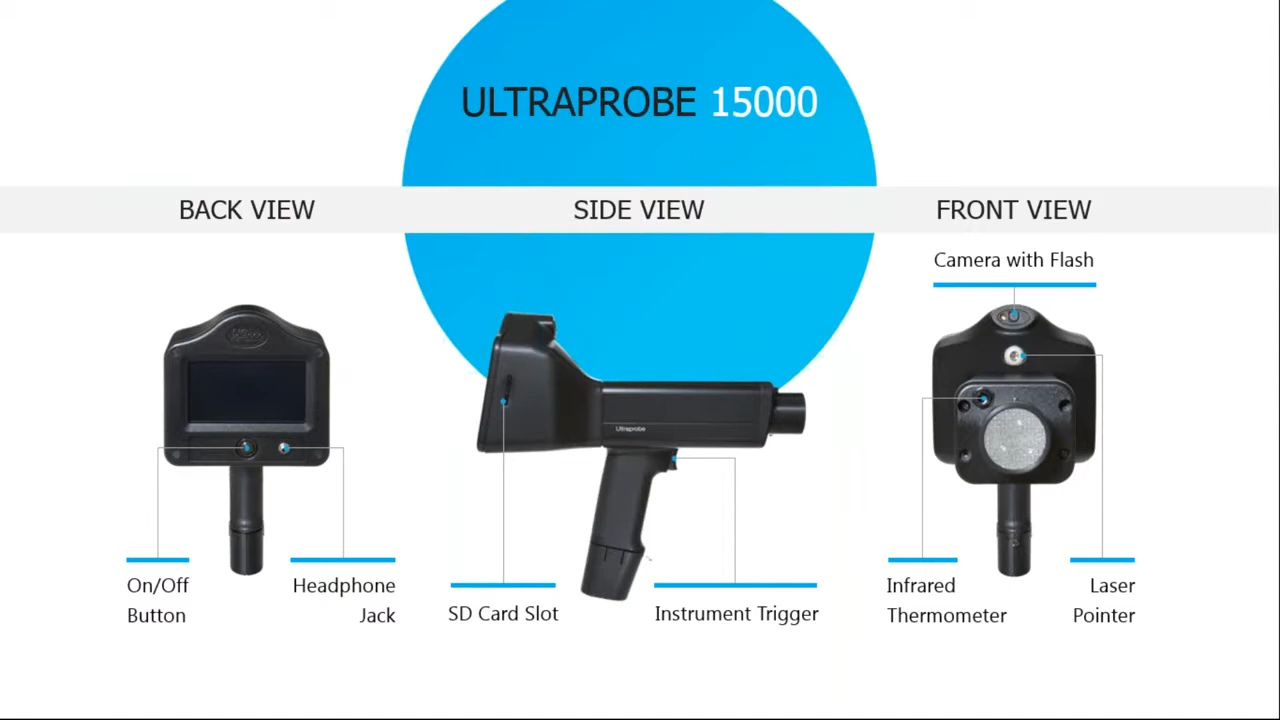 ULTRAPROBE 15000
BACK VIEW
SIDE VIEW
FRONT VIEW
Camera with Flash
Ultraprobe
On/Off
Button
Headphone
Jack
SD Card Slot
Instrument Trigger
Infrared
Thermometer
Laser
Pointer